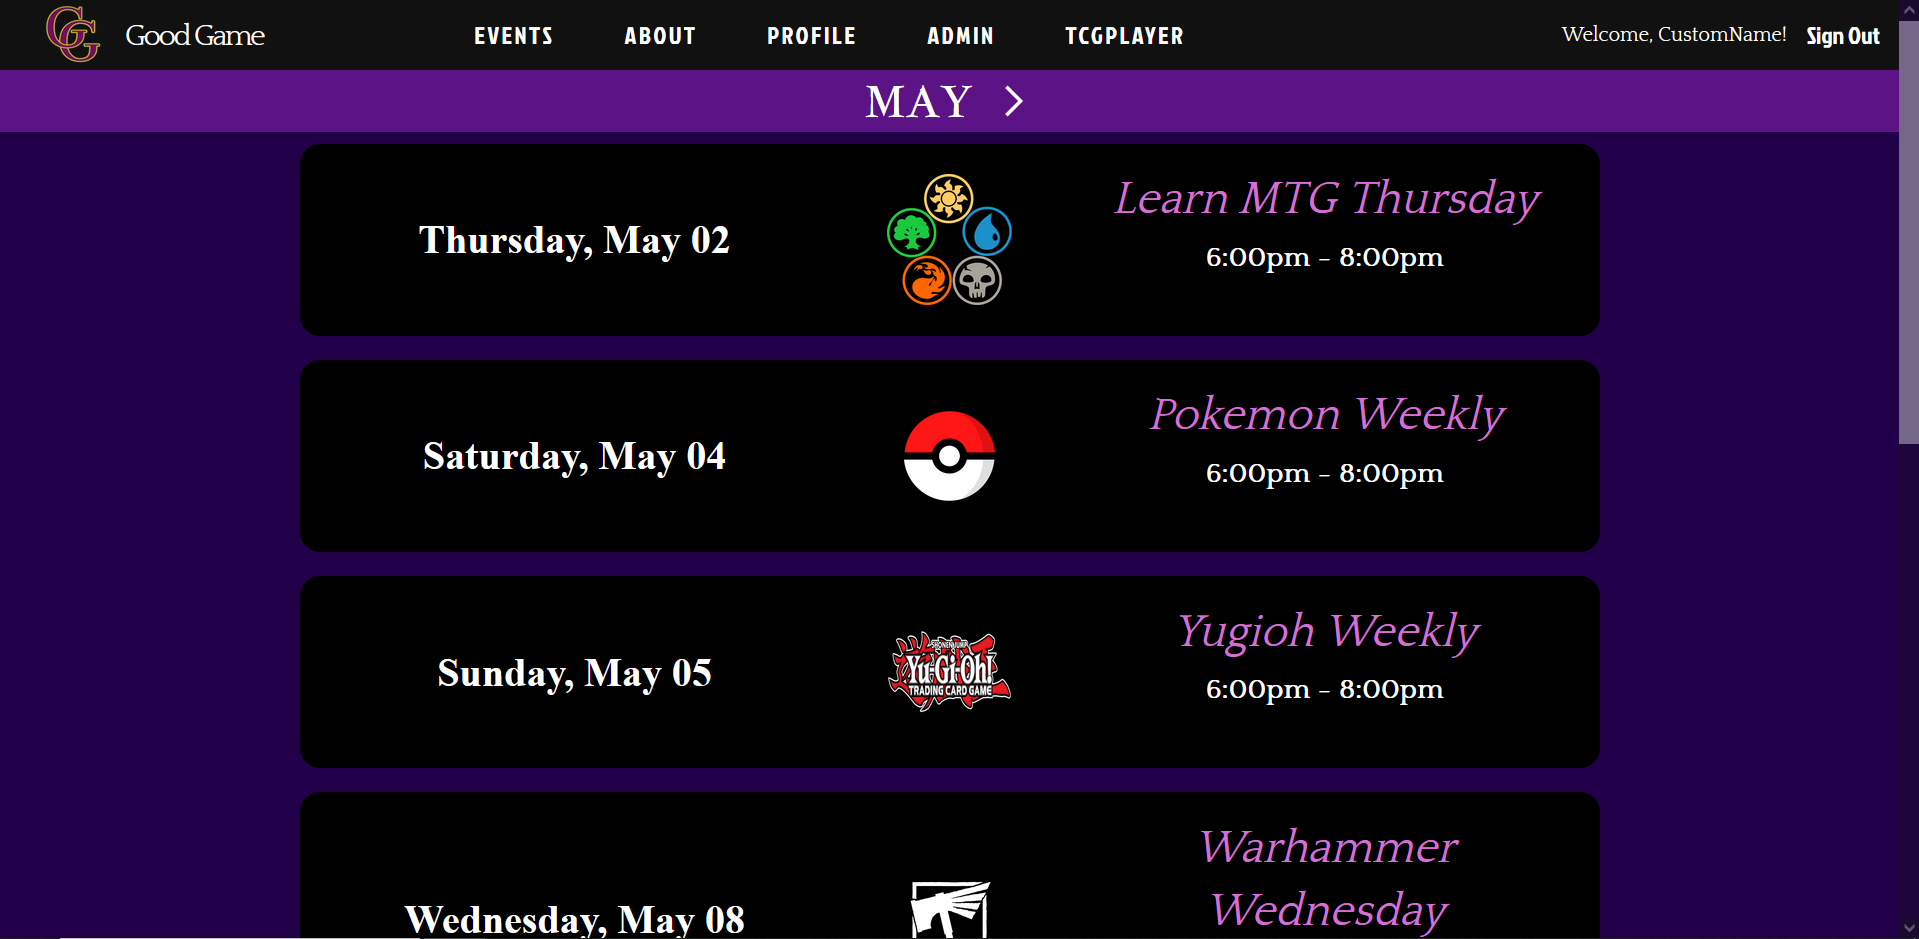 GG Good Game EVENTS ABOUT PROFILE ADMIN TCGPLAYER Welcome, CustomName! Sign Out
MAY
Thursday, May 02
Learn MTG Thursday
6:00pm - 8:00pm
Saturday, May 04
Pokemon Weekly
6:00pm - 8:00pm
Sunday, May 05
SHONEN JUMP
Yu-Gi-Oh!
TRADING CARD GAME
Yugioh Weekly
6:00pm - 8:00pm
Wednesday, May 08
Warhammer
Wednesday